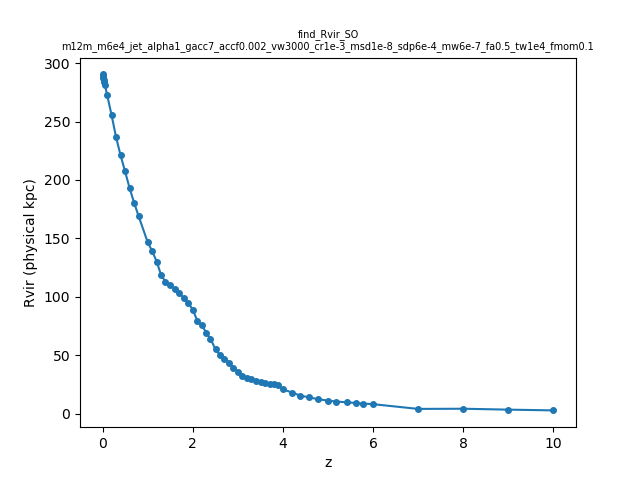 find_Rvir_SO
m12m_m6e4_jet_alpha1_gacc7_accf0.002_vw3000_cr1e-3_msd1e-8_sdp6e-4_mw6e-7_fa0.5_tw1e4_fmom0.1
300
250
200
150
100
50
0
Rvir (physical kpc)
0 2 4 6 8 10
z